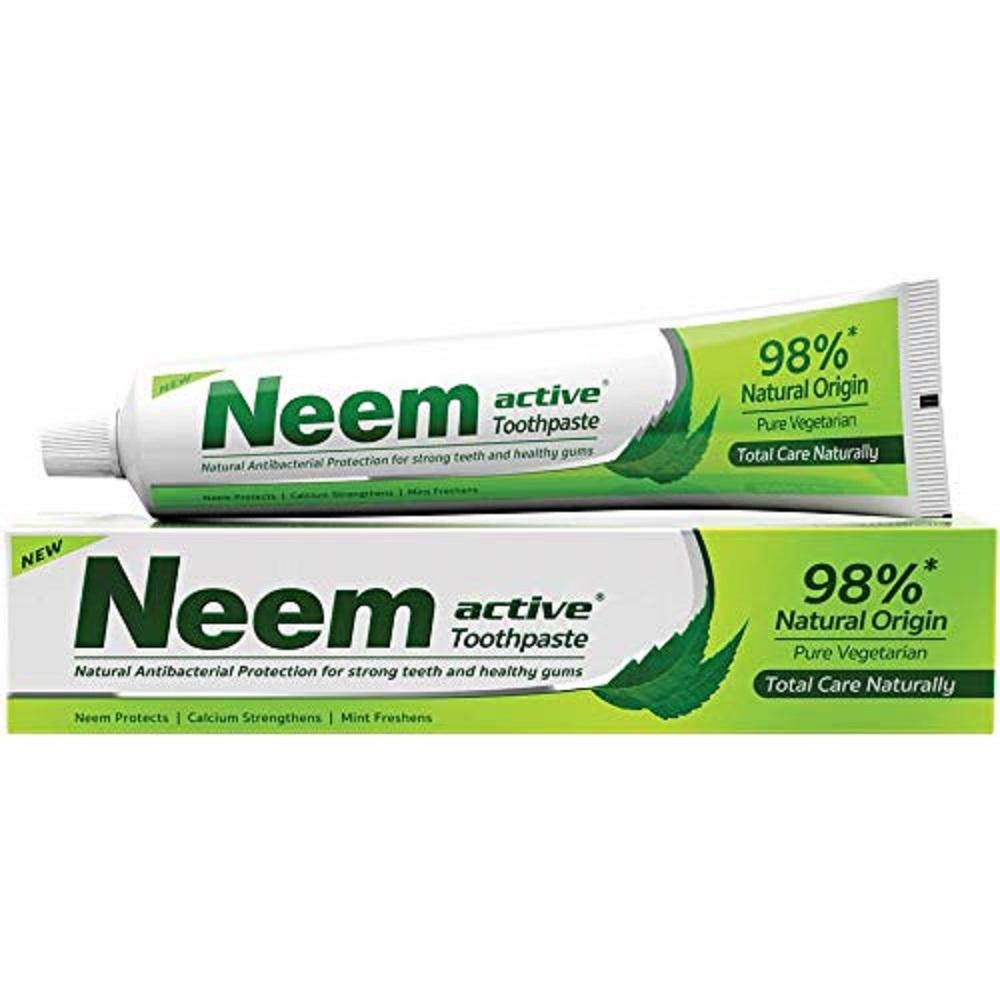 NEW
Neem active®
Toothpaste
Natural Antibacterial Protection for strong teeth and healthy gums
Neem Protects | Calcium Strengthens | Mint Freshens
98%*
Natural Origin
Pure Vegetarian
Total Care Naturally
NEW
Neem active®
Toothpaste
Natural Antibacterial Protection for strong teeth and healthy gums
Neem Protects | Calcium Strengthens | Mint Freshens
98%*
Natural Origin
Pure Vegetarian
Total Care Naturally